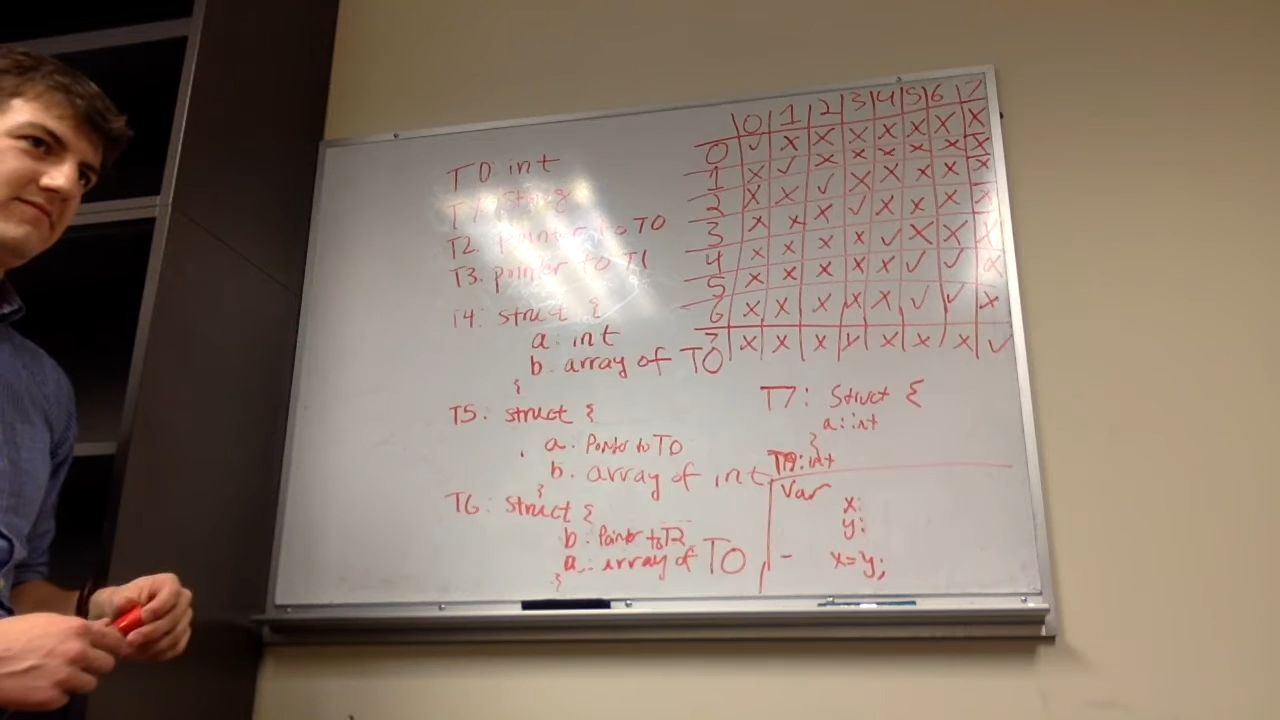 T0 int
T1 String
T2. pointer to T0
T3. pointer to T1
T4: struct {
a: int
b. array of T0
}
T5: struct {
a. Pointer to T0
b. array of int
}
T6: struct {
b. Pointer to T2
a.: array of T0
}
0 1 2 3 4 5 6 7
0 ✓ X X X X X X X
1 X ✓ X X X X X X
2 X X ✓ X X X X X
3 X X X ✓ X X X X
4 X X X X ✓ X X X
5 X X X X X ✓ ✓ X
6 X X X X X ✓ ✓ X
7 X X X X X X X ✓
T7: Struct {
a: int
}
: int
Var
x:
y:
- x=y;